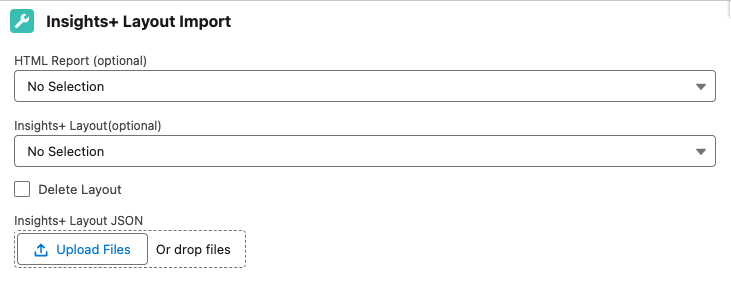 Insights+ Layout Import
HTML Report (optional)
No Selection
Insights+ Layout(optional)
No Selection
Delete Layout
Insights+ Layout JSON
Upload Files Or drop files